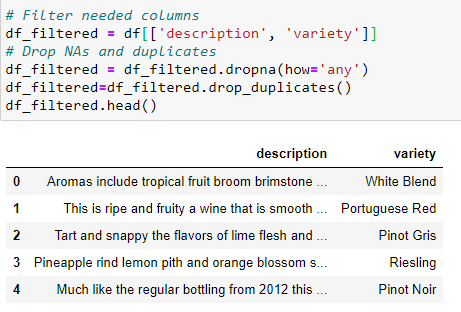 # Filter needed columns
df_filtered = df[['description', 'variety']]
# Drop NAs and duplicates
df_filtered = df_filtered.dropna(how='any')
df_filtered=df_filtered.drop_duplicates()
df_filtered.head()
description variety
0 Aromas include tropical fruit broom brimstone ... White Blend
1 This is ripe and fruity a wine that is smooth ... Portuguese Red
2 Tart and snappy the flavors of lime flesh and ... Pinot Gris
3 Pineapple rind lemon pith and orange blossom s... Riesling
4 Much like the regular bottling from 2012 this ... Pinot Noir